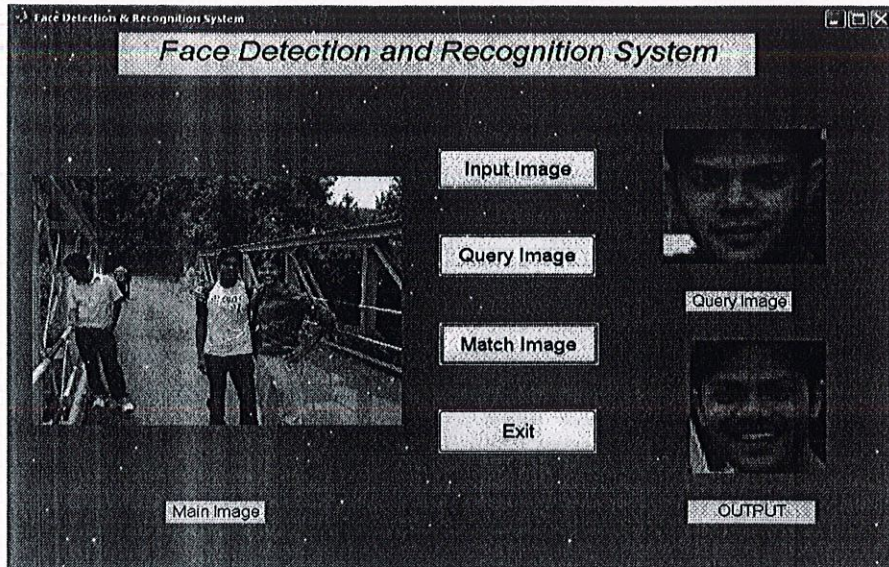 Face Detection & Recognition System
Face Detection and Recognition System
Input Image
Query Image
Match Image
Exit
Query Image
Main Image
OUTPUT